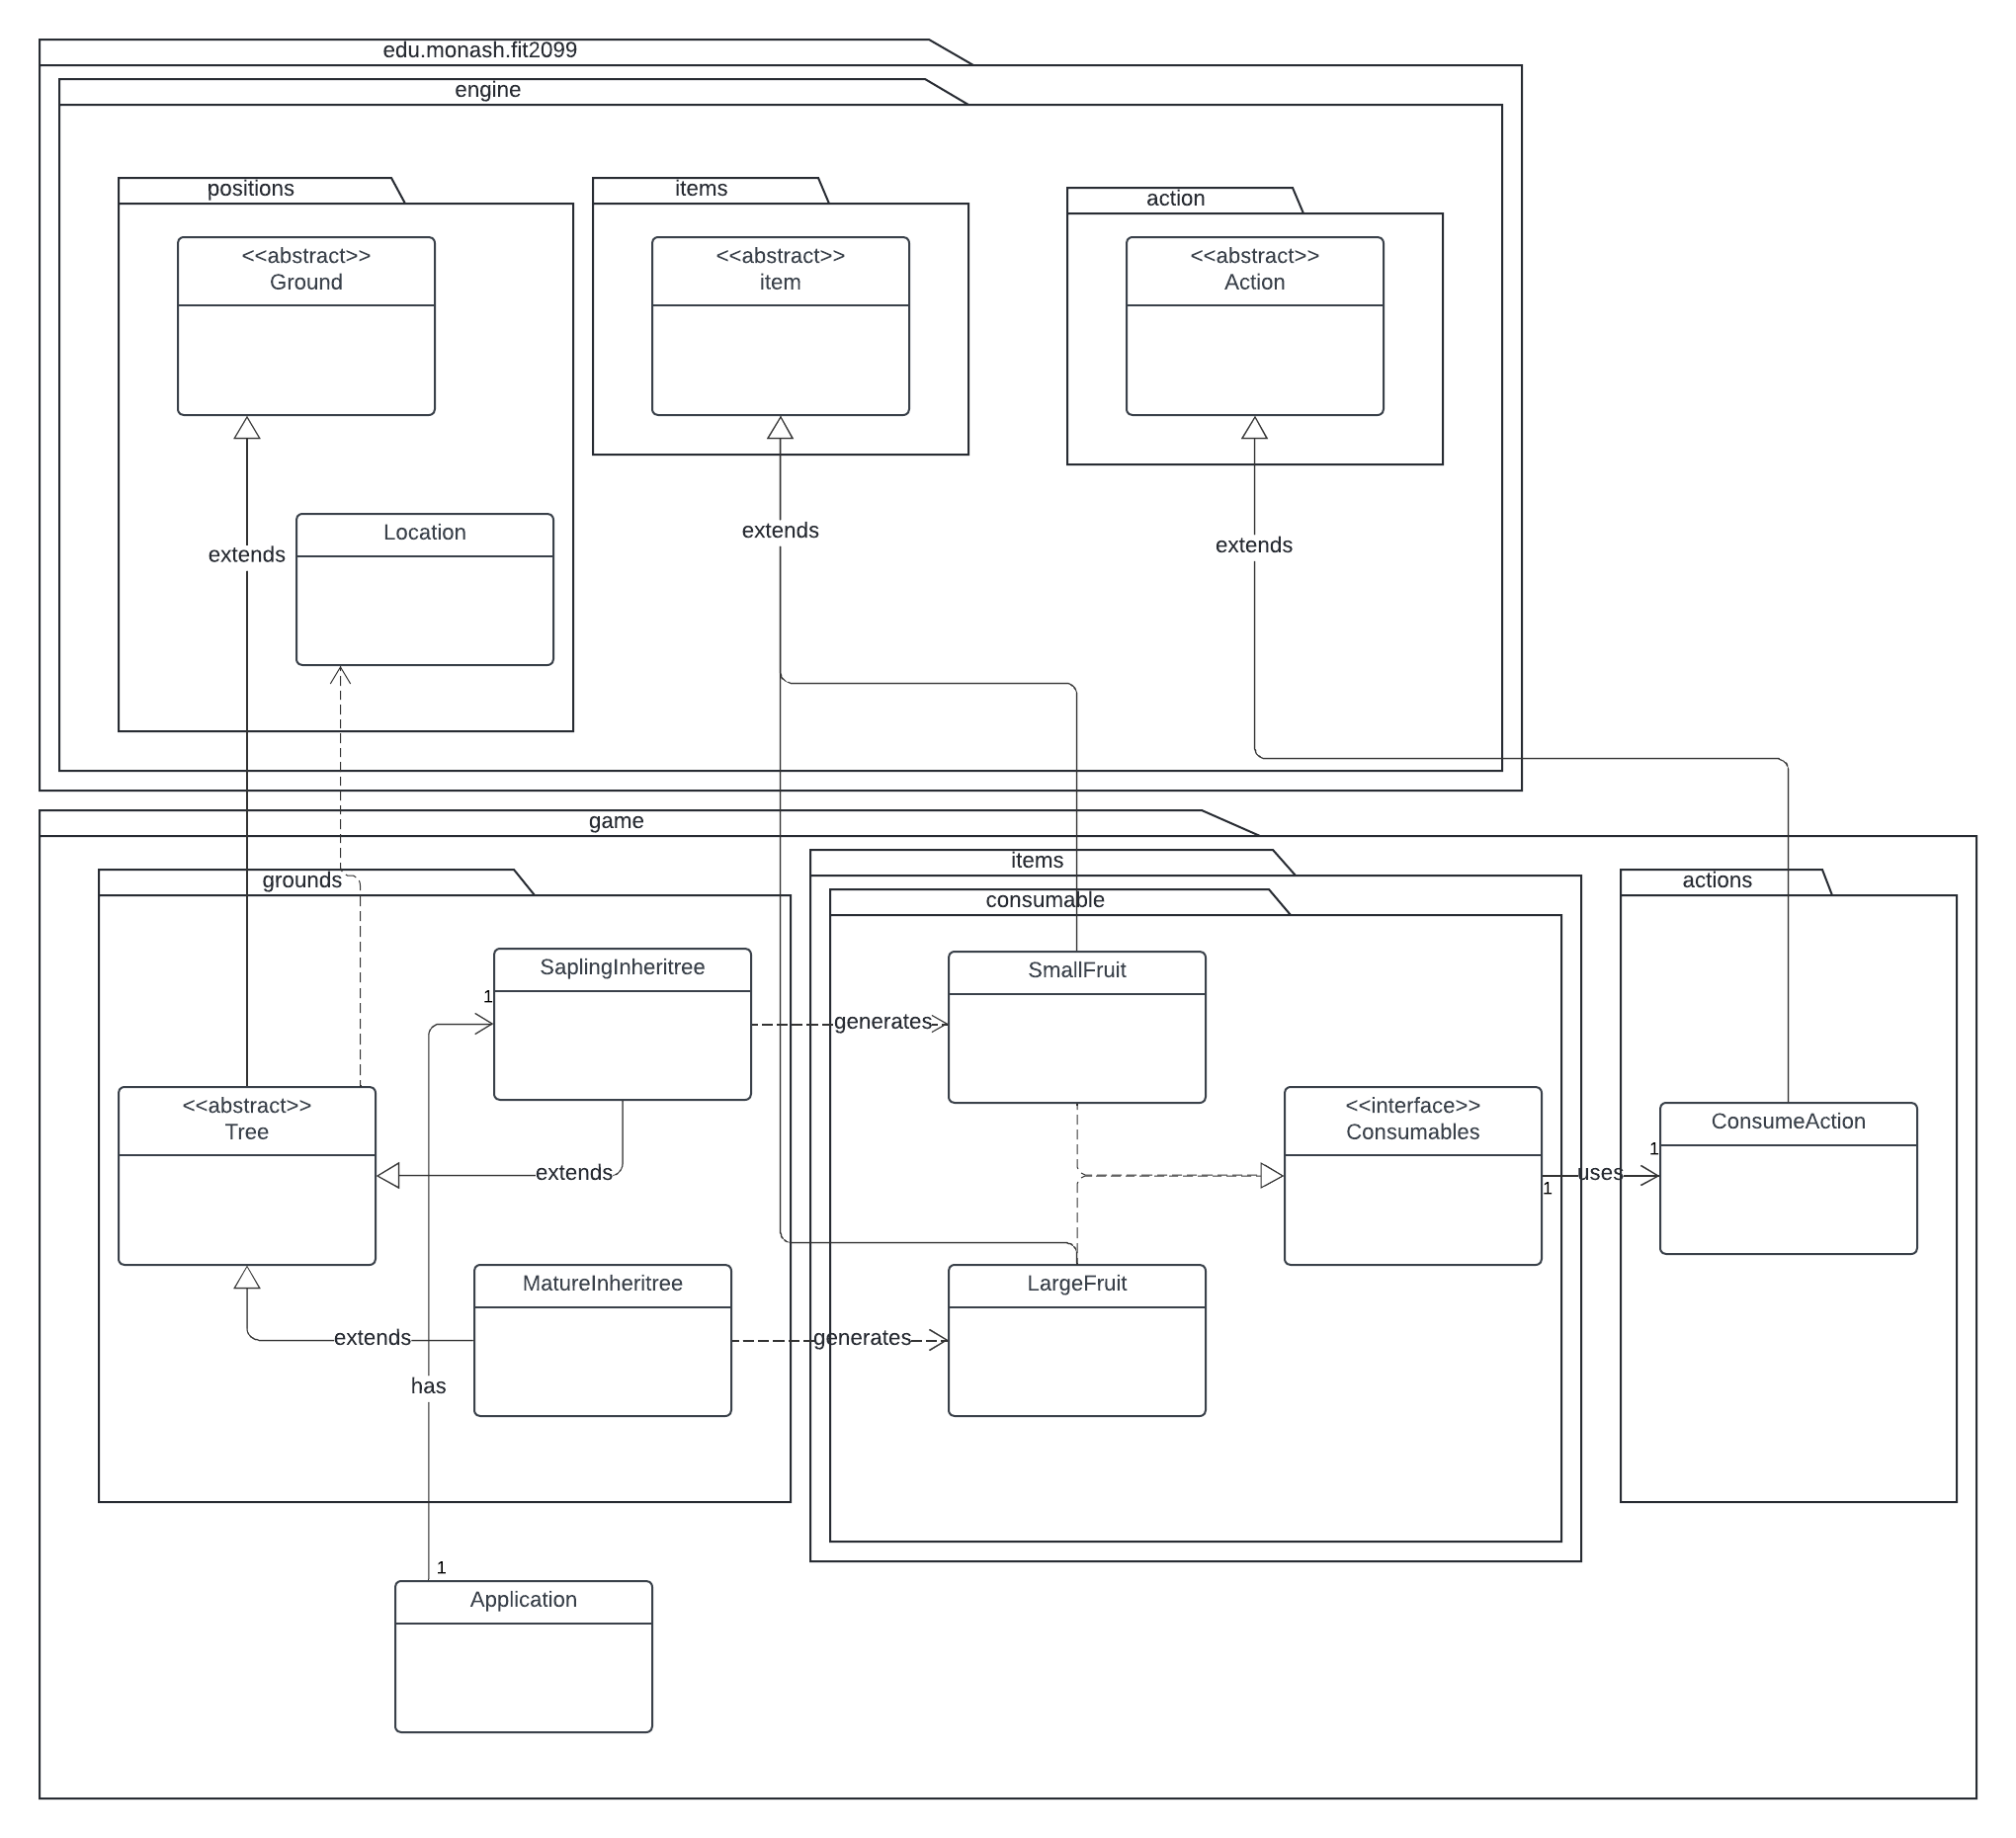 edu.monash.fit2099
engine
positions
items
action
<<abstract>>
Ground
<<abstract>>
item
<<abstract>>
Action
Location
extends
extends
extends
game
grounds
items
consumable
actions
SaplingInheritree
SmallFruit
1
generates
<<abstract>>
Tree
<<interface>>
Consumables
ConsumeAction
extends
1
uses
1
MatureInheritree
LargeFruit
extends
generates
has
1
Application